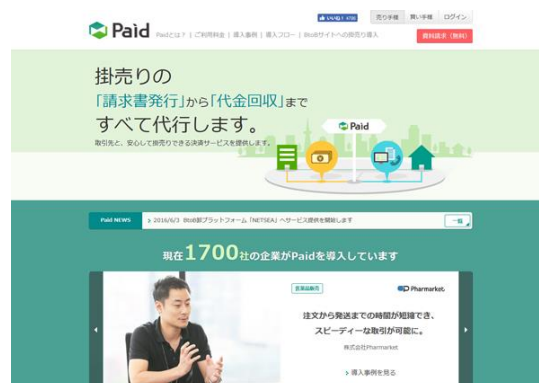 Paid
Paidとは？ | ご利用料金 | 導入事例 | 導入フロー | BtoBサイトへの掛売り導入
売り手様
買い手様
ログイン
資料請求（無料）
掛売りの
「請求書発行」から「代金回収」まで
すべて代行します。
取引先と、安心して掛売りできる決済サービスを提供します。
Paid
Paid NEWS
2016/6/3 BtoB卸プラットフォーム「NETSEA」へサービス提供を開始します
一覧
現在1700社の企業がPaidを導入しています
医薬品販売
Pharmarket
注文から発送までの時間が短縮でき、
スピーディーな取引が可能に。
株式会社Pharmarket
導入事例を見る